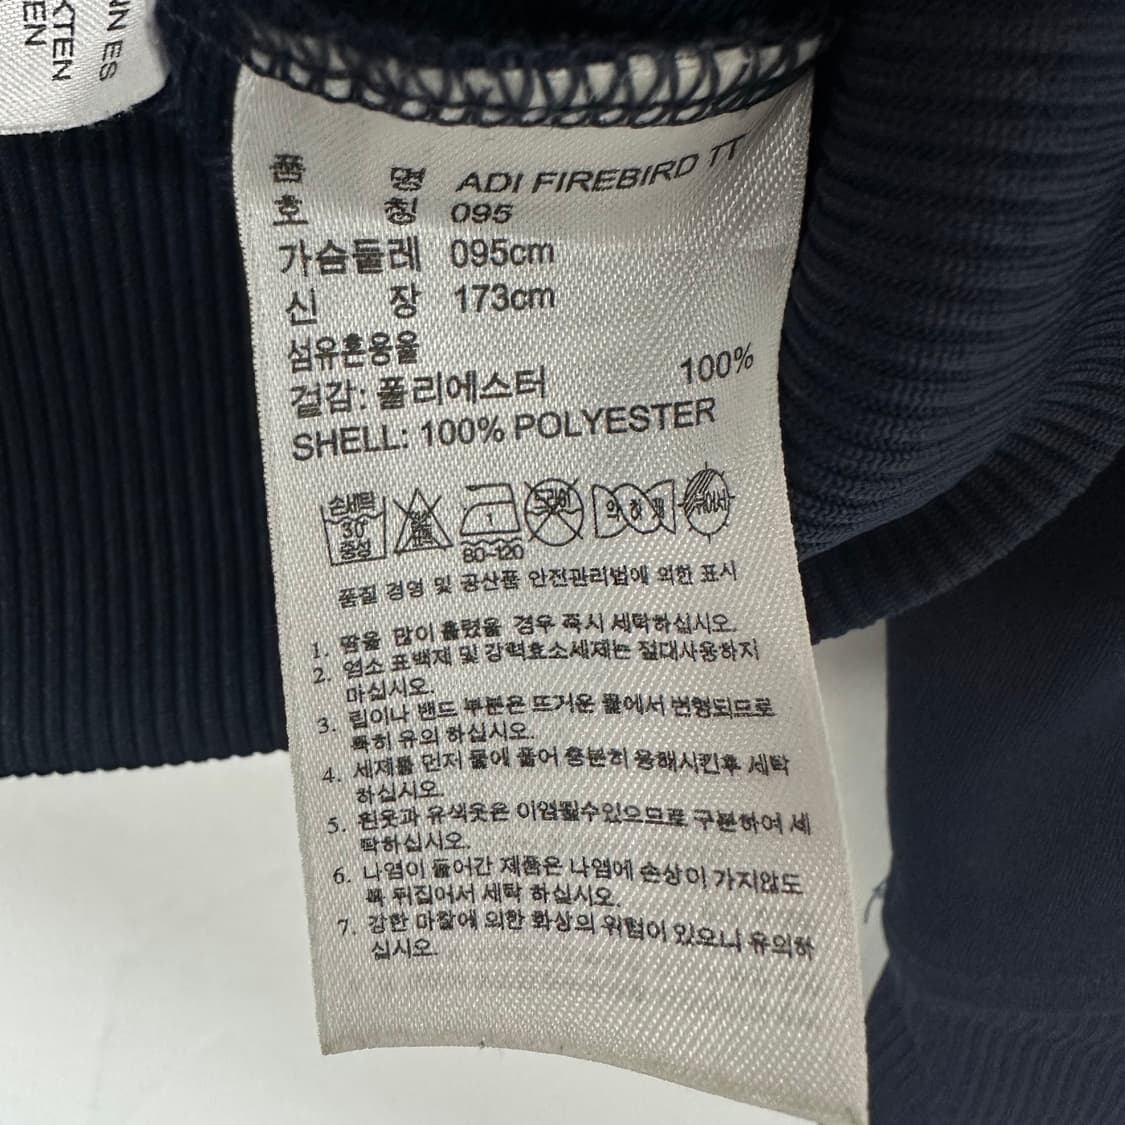 N ES
KTEN
EN
품 명 ADI FIREBIRD TT
호 칭 095
가슴둘레 095cm
신 장 173cm
섬유혼용율
겉감: 폴리에스터 100%
SHELL: 100% POLYESTER
손세탁 30° 중성 1 80-120 드라이 뉘어서
품질 경영 및 공산품 안전관리법에 의한 표시
1. 땀을 많이 흘렸을 경우 즉시 세탁하십시오.
2. 염소 표백제 및 강력효소세제는 절대사용하지
마십시오.
3. 립이나 밴드 부분은 뜨거운 물에서 변형되므로
특히 유의 하십시오.
4. 세제를 먼저 물에 풀어 충분히 용해시킨후 세탁
하십시오.
5. 흰옷과 유색옷은 이염될수있으므로 구분하여 세
탁하십시오.
6. 나염이 들어간 제품은 나염에 손상이 가지않도
록 뒤집어서 세탁 하십시오.
7. 강한 마찰에 의한 화상의 위험이 있으니 유의하
십시오.